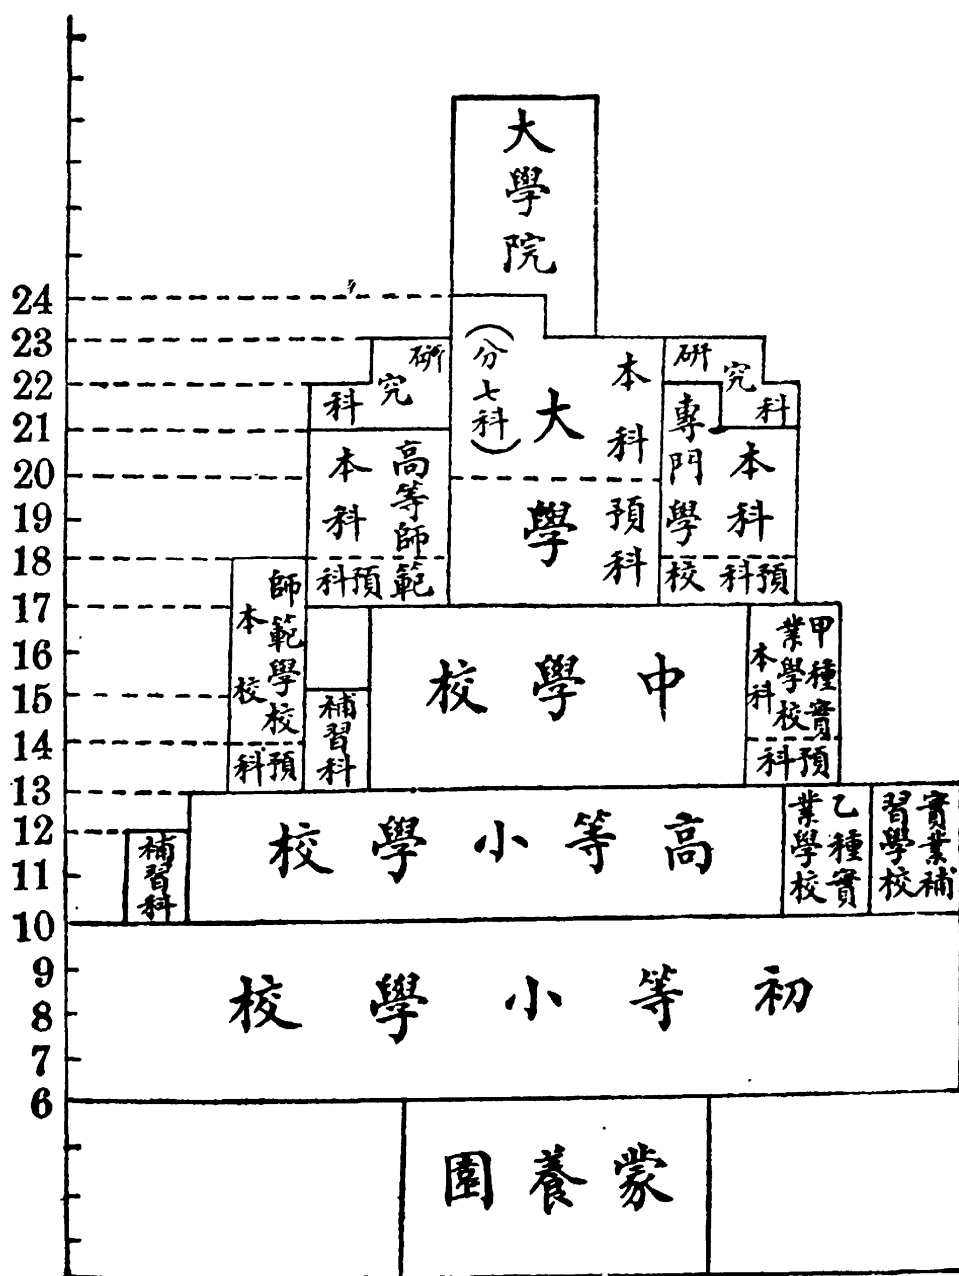 大學院
24
23
22
21
20
19
18
17
16
15
14
13
12
11
10
9
8
7
6
(分七科)
大學
本科
預科
研究科
高等師範
本科
預科
研究科
專門學校
本科
預科
師範學校
本校
預科
補習科
中學校
甲種實業學校
本科
預科
補習科
高等小學校
乙種實業學校
實業補習學校
初等小學校
蒙養園